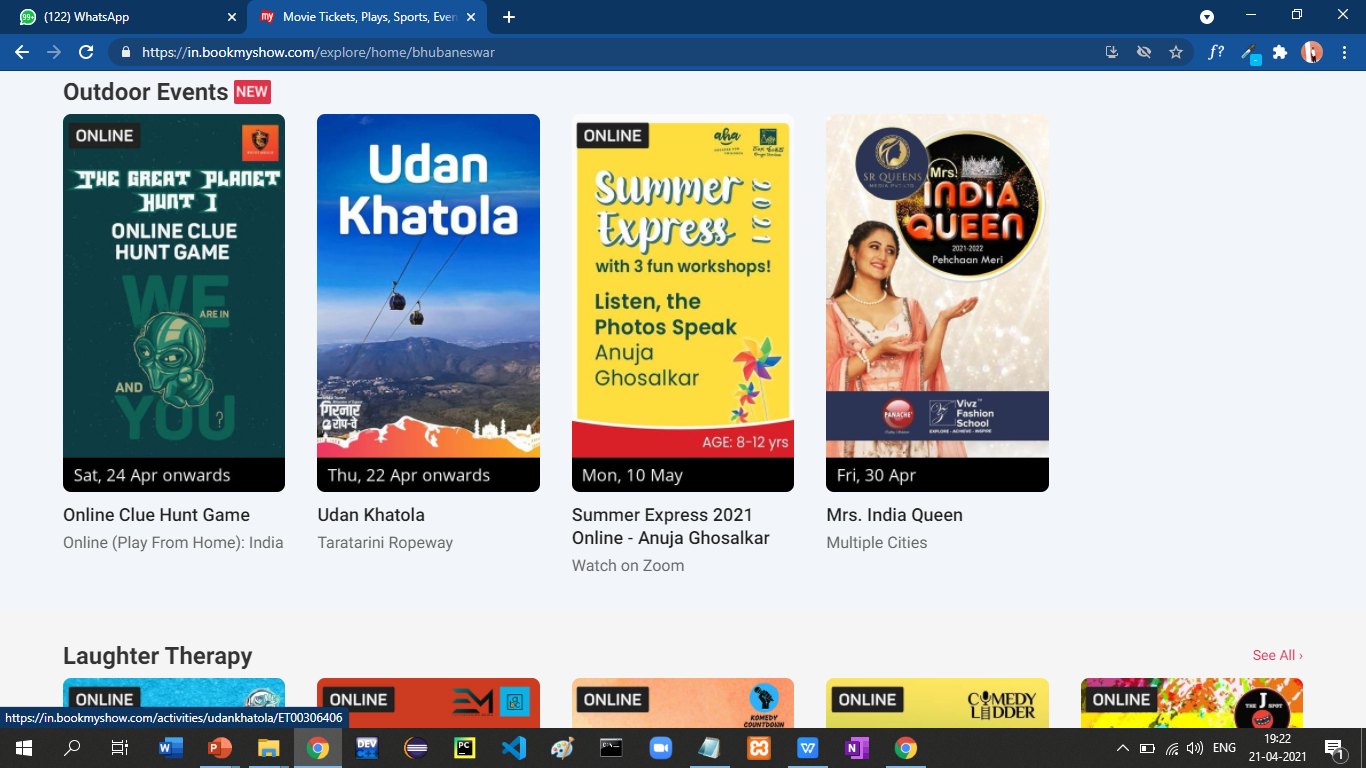 (122) WhatsApp
Movie Tickets, Plays, Sports, Even
https://in.bookmyshow.com/explore/home/bhubaneswar
Outdoor Events NEW
ONLINE
THE GREAT PLANET
HUNT I
ONLINE CLUE
HUNT GAME
WE
ARE IN
AND
YOU
?
Sat, 24 Apr onwards
Online Clue Hunt Game
Online (Play From Home): India
Udan
Khatola
गिरनार
रोप-वे
Thu, 22 Apr onwards
Udan Khatola
Taratarini Ropeway
ONLINE
aha
Summer
Express
2021
with 3 fun workshops!
Listen, the
Photos Speak
Anuja
Ghosalkar
AGE: 8-12 yrs
Mon, 10 May
Summer Express 2021
Online - Anuja Ghosalkar
Watch on Zoom
SR QUEENS
MEDIA PVT. LTD.
Mrs.
INDIA
QUEEN
2021-2022
Pehchaan Meri
PANACHE
Vivz
Fashion
School
EXPLORE - ACHIEVE - INSPIRE
Fri, 30 Apr
Mrs. India Queen
Multiple Cities
Laughter Therapy
See All ›
ONLINE
ONLINE
EM
ONLINE
KOMEDY
COUNTDOWN
ONLINE
COMEDY
LADDER
ONLINE
THE J
SPOT
https://in.bookmyshow.com/activities/udankhatola/ET00306406
ENG
19:22
21-04-2021
1